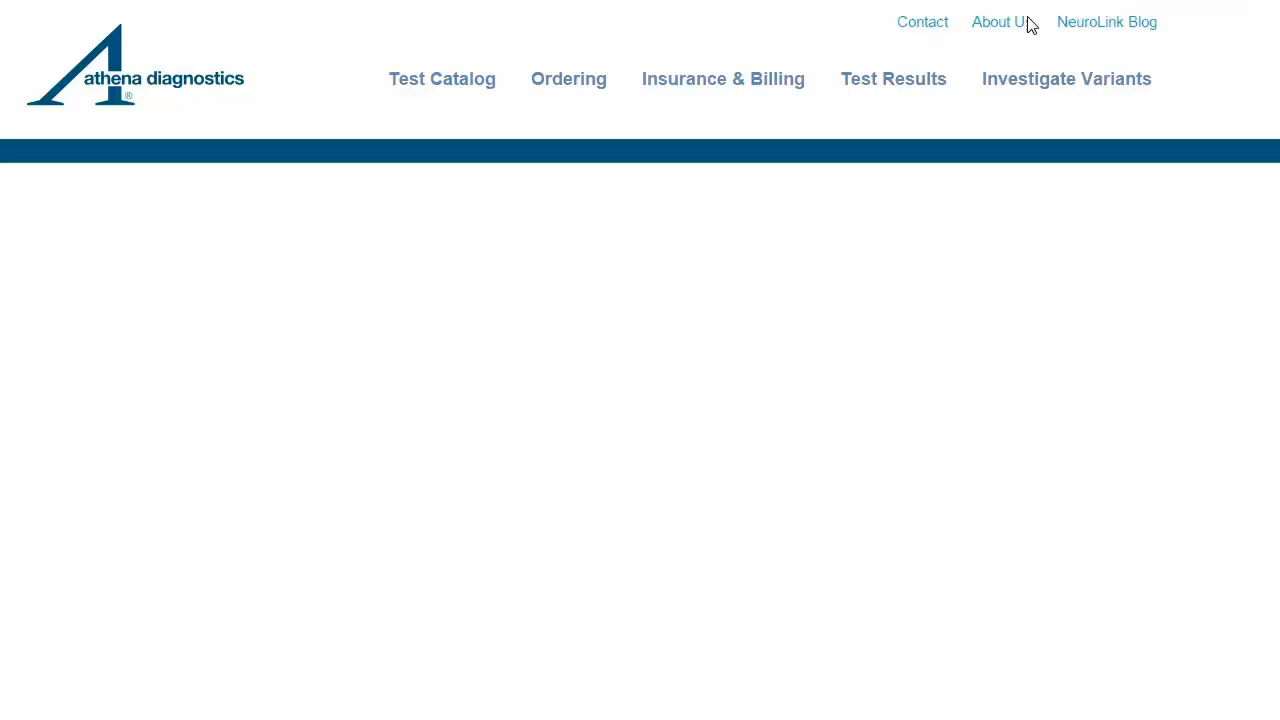 Contact About Us NeuroLink Blog
athena diagnostics ®
Test Catalog Ordering Insurance & Billing Test Results Investigate Variants